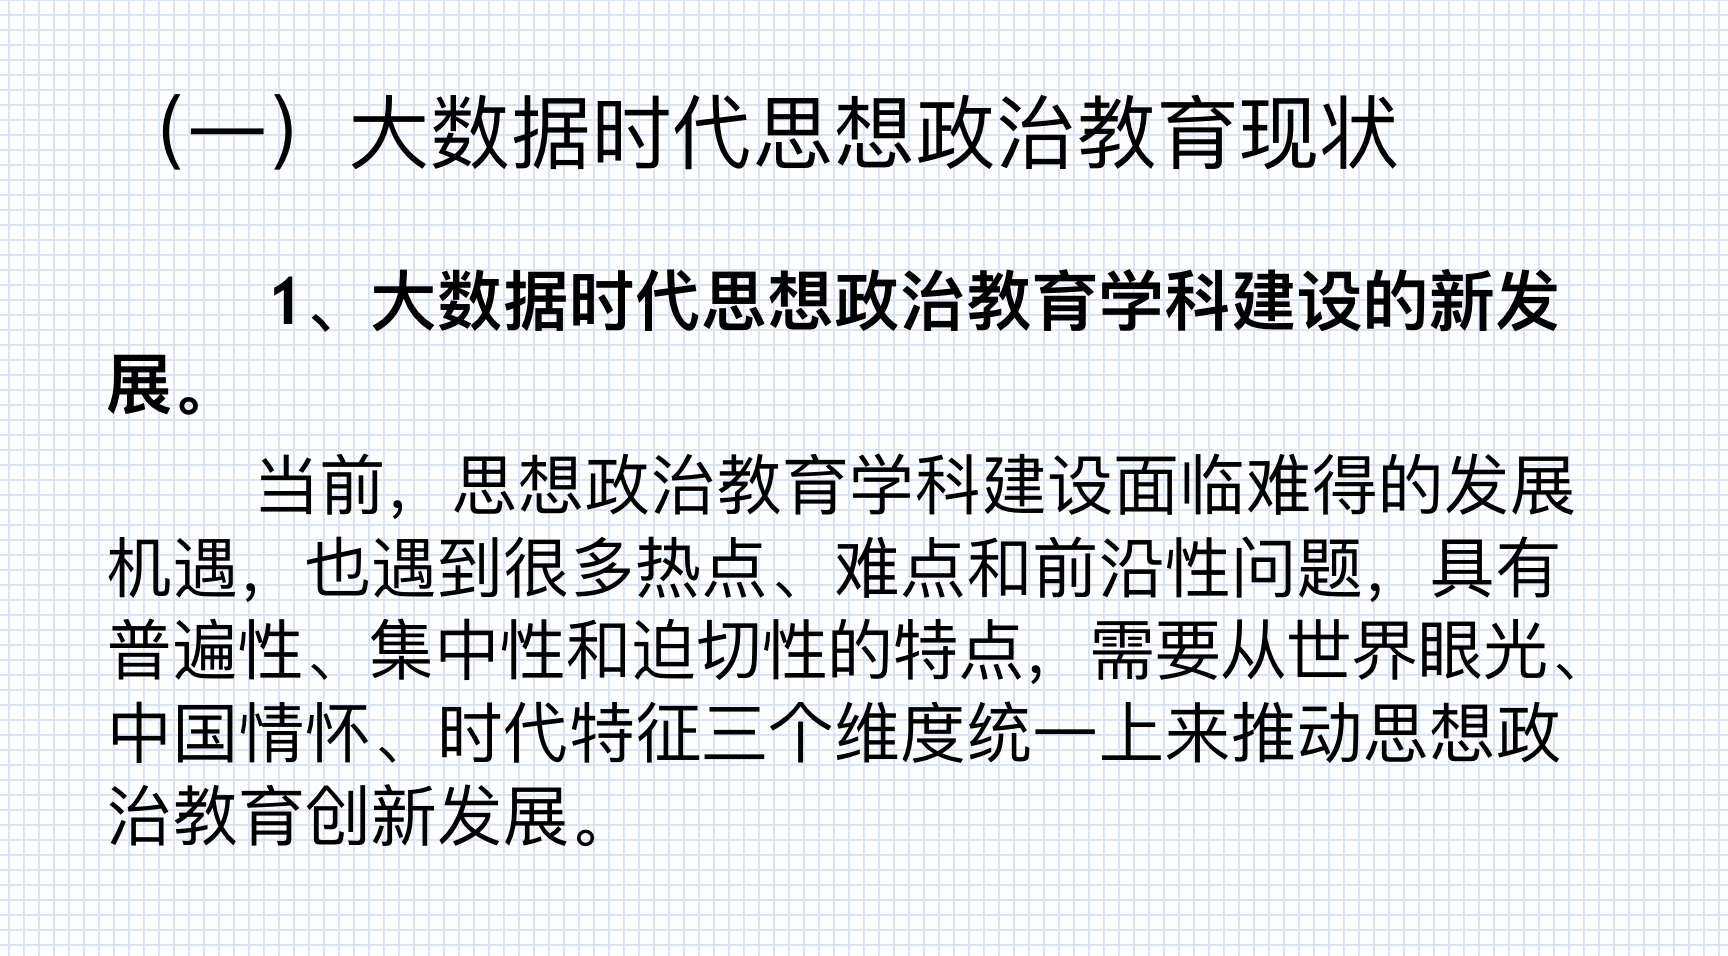 （一）大数据时代思想政治教育现状
1、大数据时代思想政治教育学科建设的新发
展。
当前，思想政治教育学科建设面临难得的发展
机遇，也遇到很多热点、难点和前沿性问题，具有
普遍性、集中性和迫切性的特点，需要从世界眼光、
中国情怀、时代特征三个维度统一上来推动思想政
治教育创新发展。